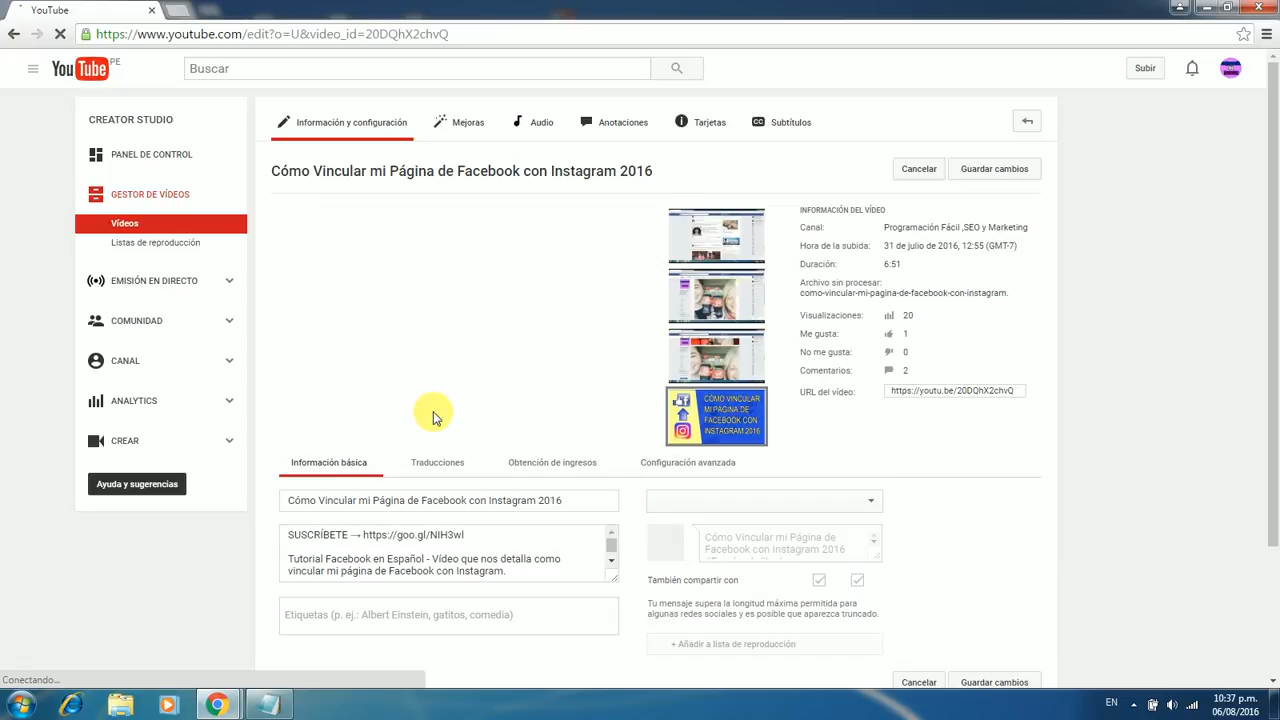 YouTube
https://www.youtube.com/edit?o=U&video_id=20DQhX2chvQ
YouTube PE
Buscar
Subir
CREATOR STUDIO
PANEL DE CONTROL
GESTOR DE VÍDEOS
Vídeos
Listas de reproducción
EMISIÓN EN DIRECTO
COMUNIDAD
CANAL
ANALYTICS
CREAR
Ayuda y sugerencias
Información y configuración
Mejoras
Audio
Anotaciones
Tarjetas
CC Subtítulos
Cómo Vincular mi Página de Facebook con Instagram 2016
Cancelar
Guardar cambios
CÓMO VINCULAR
MI PÁGINA DE
FACEBOOK CON
INSTAGRAM 2016
INFORMACIÓN DEL VÍDEO
Canal: Programación Fácil ,SEO y Marketing
Hora de la subida: 31 de julio de 2016, 12:55 (GMT-7)
Duración: 6:51
Archivo sin procesar:
como-vincular-mi-pagina-de-facebook-con-instagram.
Visualizaciones: 20
Me gusta: 1
No me gusta: 0
Comentarios: 2
URL del vídeo: https://youtu.be/20DQhX2chvQ
Información básica
Traducciones
Obtención de ingresos
Configuración avanzada
Cómo Vincular mi Página de Facebook con Instagram 2016
SUSCRÍBETE → https://goo.gl/NIH3wl
Tutorial Facebook en Español - Vídeo que nos detalla como
vincular mi página de Facebook con Instagram.
Etiquetas (p. ej.: Albert Einstein, gatitos, comedia)
Cómo Vincular mi Página de
Facebook con Instagram 2016
También compartir con
Tu mensaje supera la longitud máxima permitida para
algunas redes sociales y es posible que aparezca truncado.
+ Añadir a lista de reproducción
Cancelar
Guardar cambios
Conectando...
EN
10:37 p.m.
06/08/2016